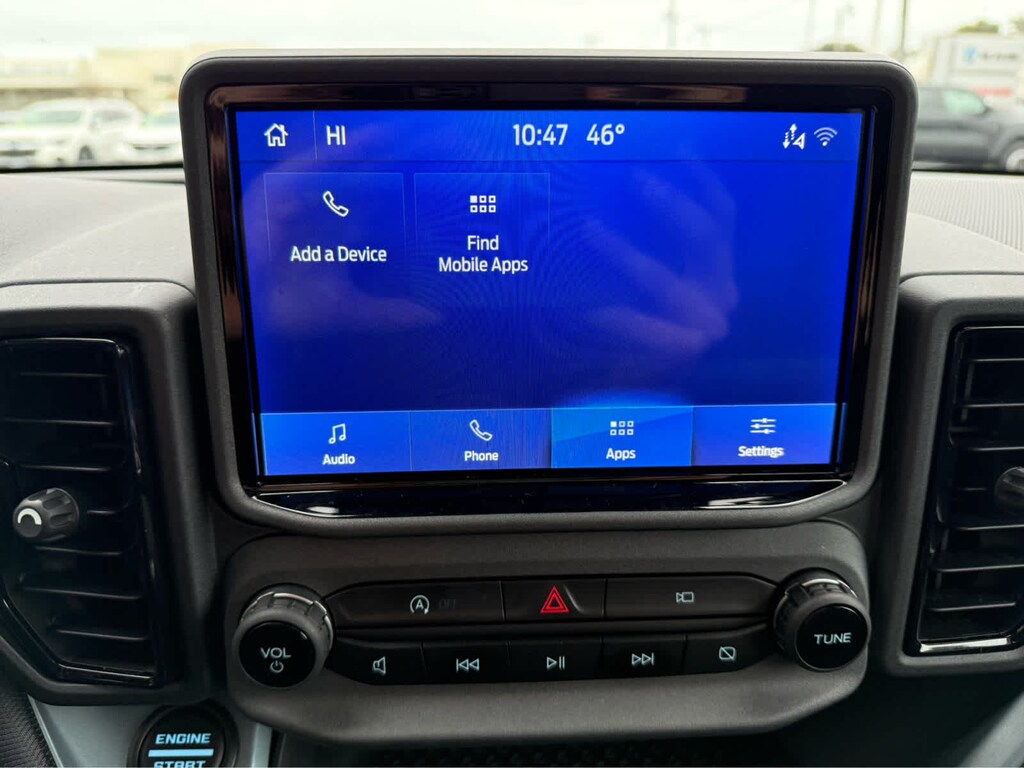 HI 10:47 46°
Add a Device
Find
Mobile Apps
Audio Phone Apps Settings
A OFF
VOL
TUNE
ENGINE
START